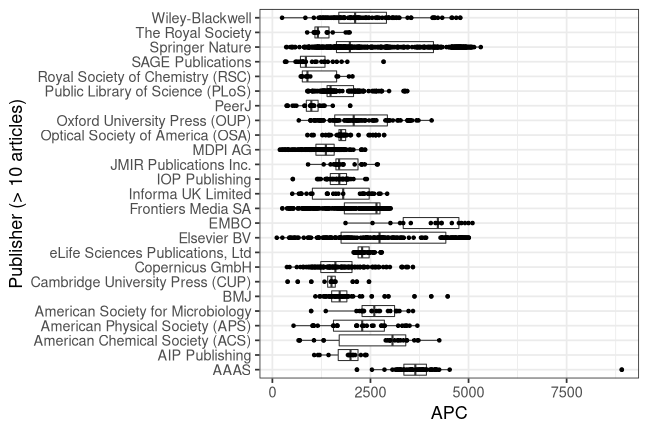 Publisher (> 10 articles)
Wiley-Blackwell
The Royal Society
Springer Nature
SAGE Publications
Royal Society of Chemistry (RSC)
Public Library of Science (PLoS)
PeerJ
Oxford University Press (OUP)
Optical Society of America (OSA)
MDPI AG
JMIR Publications Inc.
IOP Publishing
Informa UK Limited
Frontiers Media SA
EMBO
Elsevier BV
eLife Sciences Publications, Ltd
Copernicus GmbH
Cambridge University Press (CUP)
BMJ
American Society for Microbiology
American Physical Society (APS)
American Chemical Society (ACS)
AIP Publishing
AAAS
0 2500 5000 7500
APC